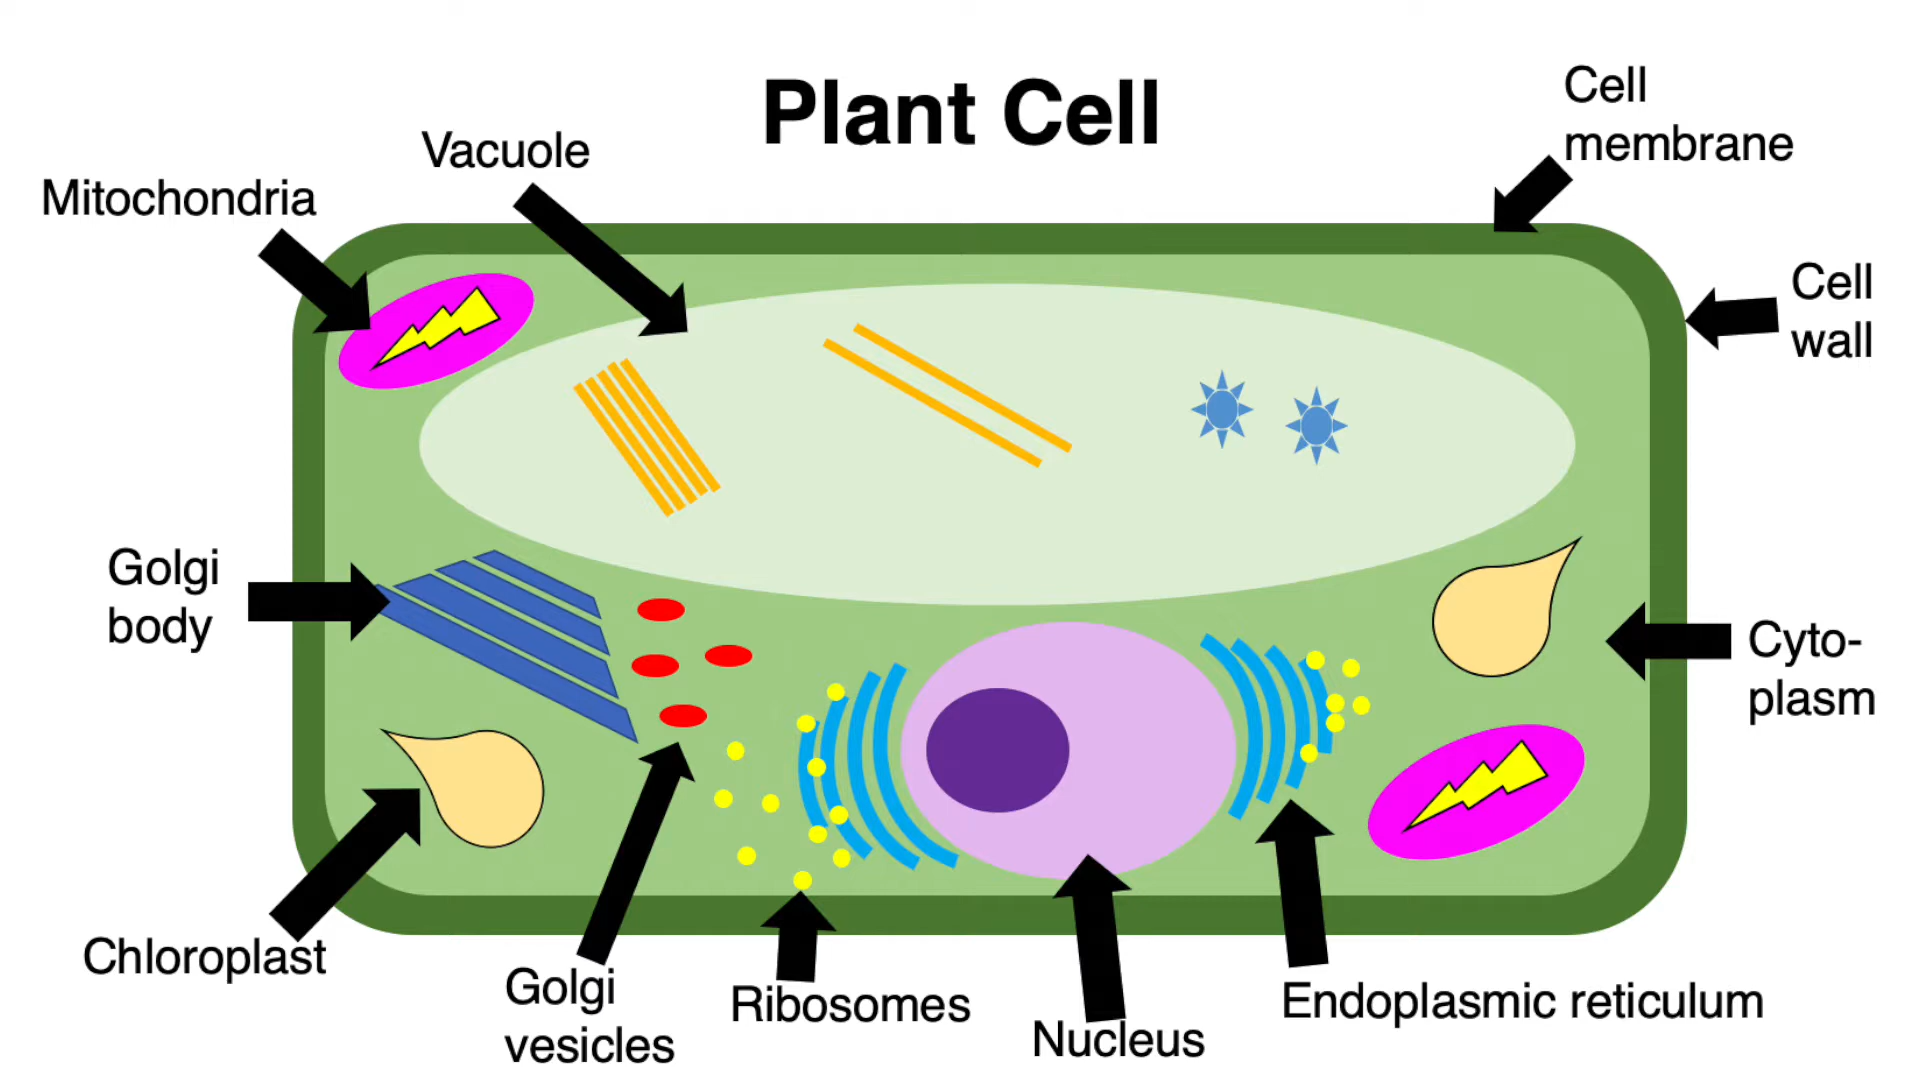 Plant Cell
Cell
membrane
Vacuole
Mitochondria
Cell
wall
Golgi
body
Cyto-
plasm
Chloroplast
Golgi
vesicles
Ribosomes
Nucleus
Endoplasmic reticulum